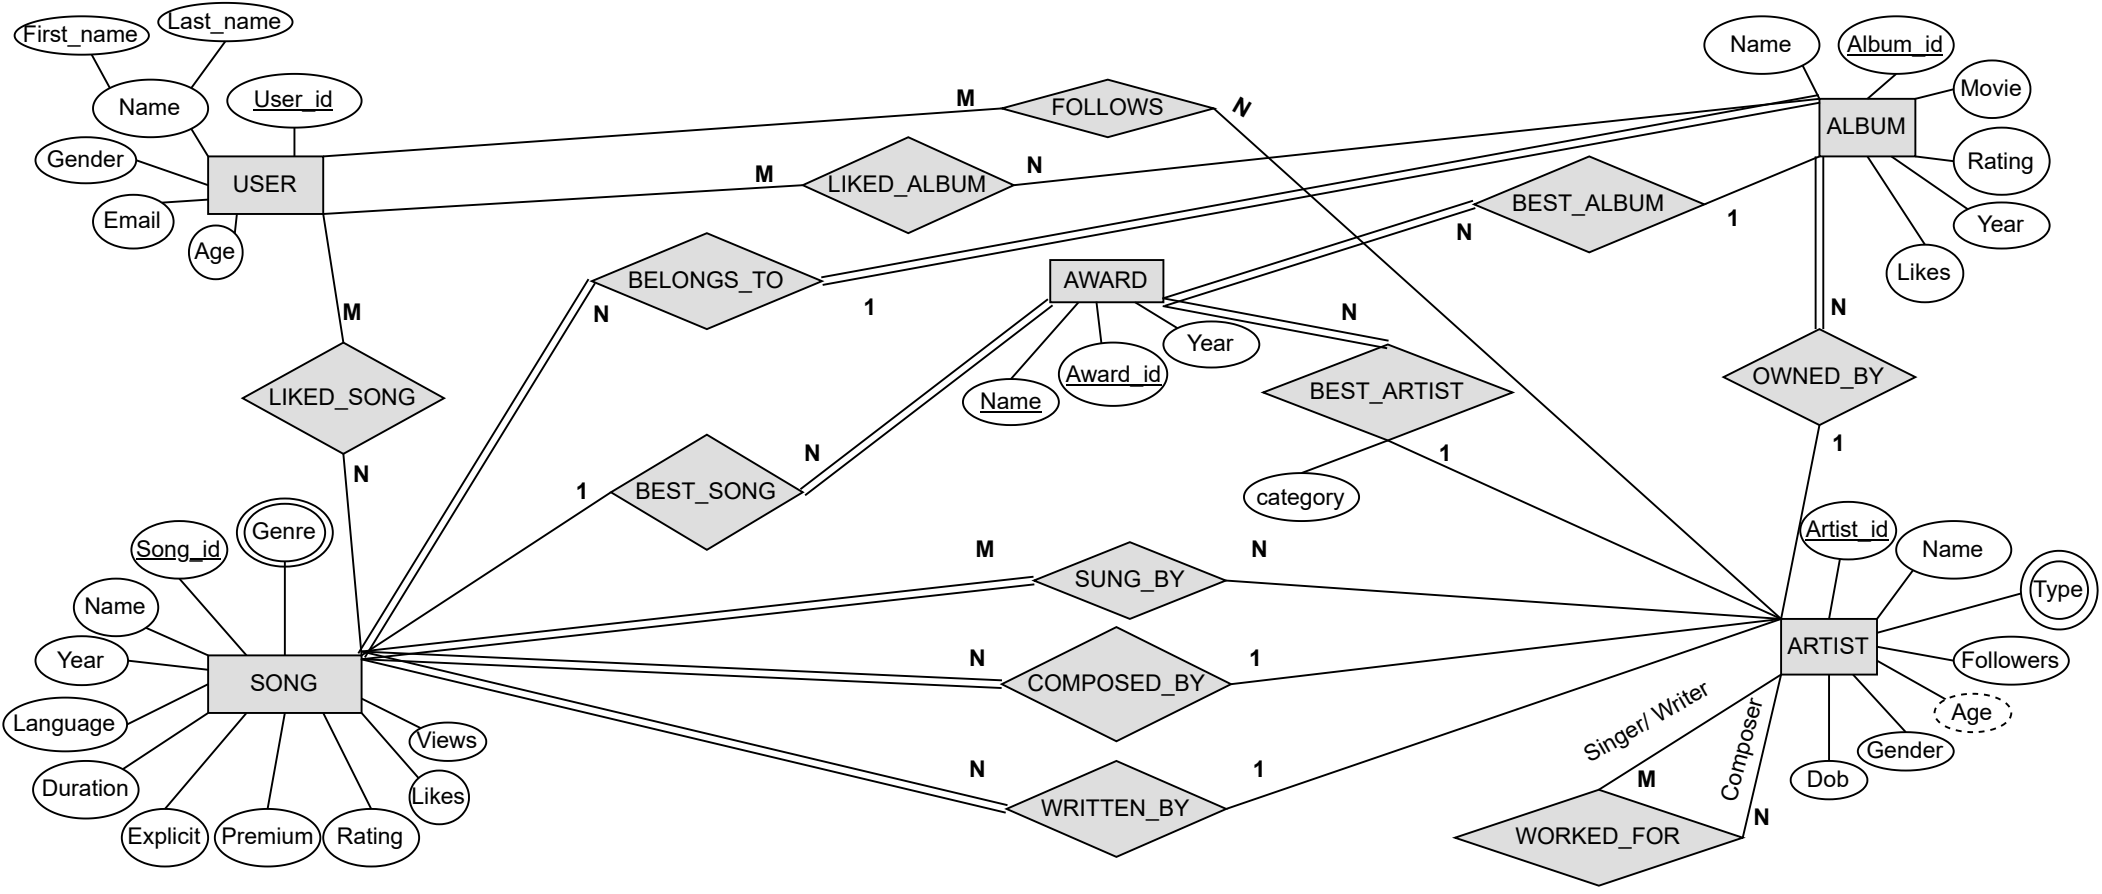 First_name
Last_name
Name
User_id
Gender
USER
Email
Age
M
FOLLOWS
N
M
LIKED_ALBUM
N
Name
Album_id
Movie
ALBUM
Rating
Year
Likes
BEST_ALBUM
N
1
BELONGS_TO
N
1
AWARD
Name
Award_id
Year
N
BEST_ARTIST
1
category
M
LIKED_SONG
N
N
OWNED_BY
1
1
BEST_SONG
N
Song_id
Genre
Name
Year
SONG
Language
Duration
Explicit
Premium
Rating
Likes
Views
M
SUNG_BY
N
N
COMPOSED_BY
1
N
WRITTEN_BY
1
Artist_id
Name
Type
ARTIST
Followers
Age
Gender
Dob
Singer/ Writer
Composer
M
N
WORKED_FOR